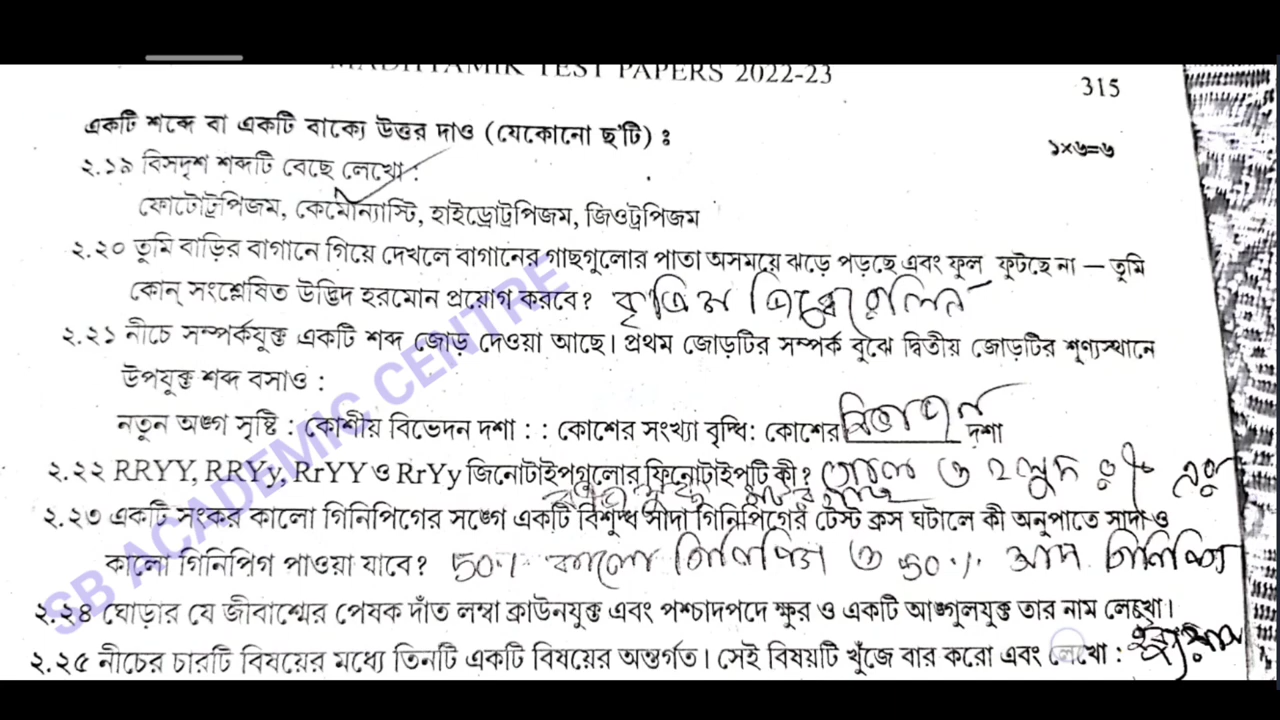 MADHYAMIK TEST PAPERS 2022-23
315
একটি শব্দে বা একটি বাক্যে উত্তর দাও (যেকোনো ছ'টি) :
১×৬=৬
২.১৯ বিসদৃশ শব্দটি বেছে লেখো :
ফোটোট্রপিজম, কেমোন্যাস্টি, হাইড্রোট্রপিজম, জিওট্রপিজম
২.২০ তুমি বাড়ির বাগানে গিয়ে দেখলে বাগানের গাছগুলোর পাতা অসময়ে ঝড়ে পড়ছে এবং ফুল ফুটছে না — তুমি
কোন্ সংশ্লেষিত উদ্ভিদ হরমোন প্রয়োগ করবে? কৃত্রিম জিব্বেরেলিন
২.২১ নীচে সম্পর্কযুক্ত একটি শব্দ জোড় দেওয়া আছে। প্রথম জোড়টির সম্পর্ক বুঝে দ্বিতীয় জোড়টির শূণ্যস্থানে
উপযুক্ত শব্দ বসাও :
নতুন অঙ্গ সৃষ্টি : কোশীয় বিভেদন দশা : : কোশের সংখ্যা বৃদ্ধি: কোশের বিভাজন দশা
২.২২ RRYY, RRYy, RrYY ও RrYy জিনোটাইপগুলোর ফিনোটাইপটি কী? গোল ও হলুদ
২.২৩ একটি সংকর কালো গিনিপিগের সঙ্গে একটি বিশুদ্ধ সাদা গিনিপিগের টেস্ট ক্রস ঘটালে কী অনুপাতে সাদা ও
কালো গিনিপিগ পাওয়া যাবে? 50% কালো গিনিপিগ ও 50% সাদা গিনিপিগ
২.২৪ ঘোড়ার যে জীবাশ্মের পেষক দাঁত লম্বা ক্রাউনযুক্ত এবং পশ্চাদপদে ক্ষুর ও একটি আঙ্গুলযুক্ত তার নাম লেখো।
২.২৫ নীচের চারটি বিষয়ের মধ্যে তিনটি একটি বিষয়ের অন্তর্গত। সেই বিষয়টি খুঁজে বার করো এবং লেখো :
SB ACADEMIC CENTRE